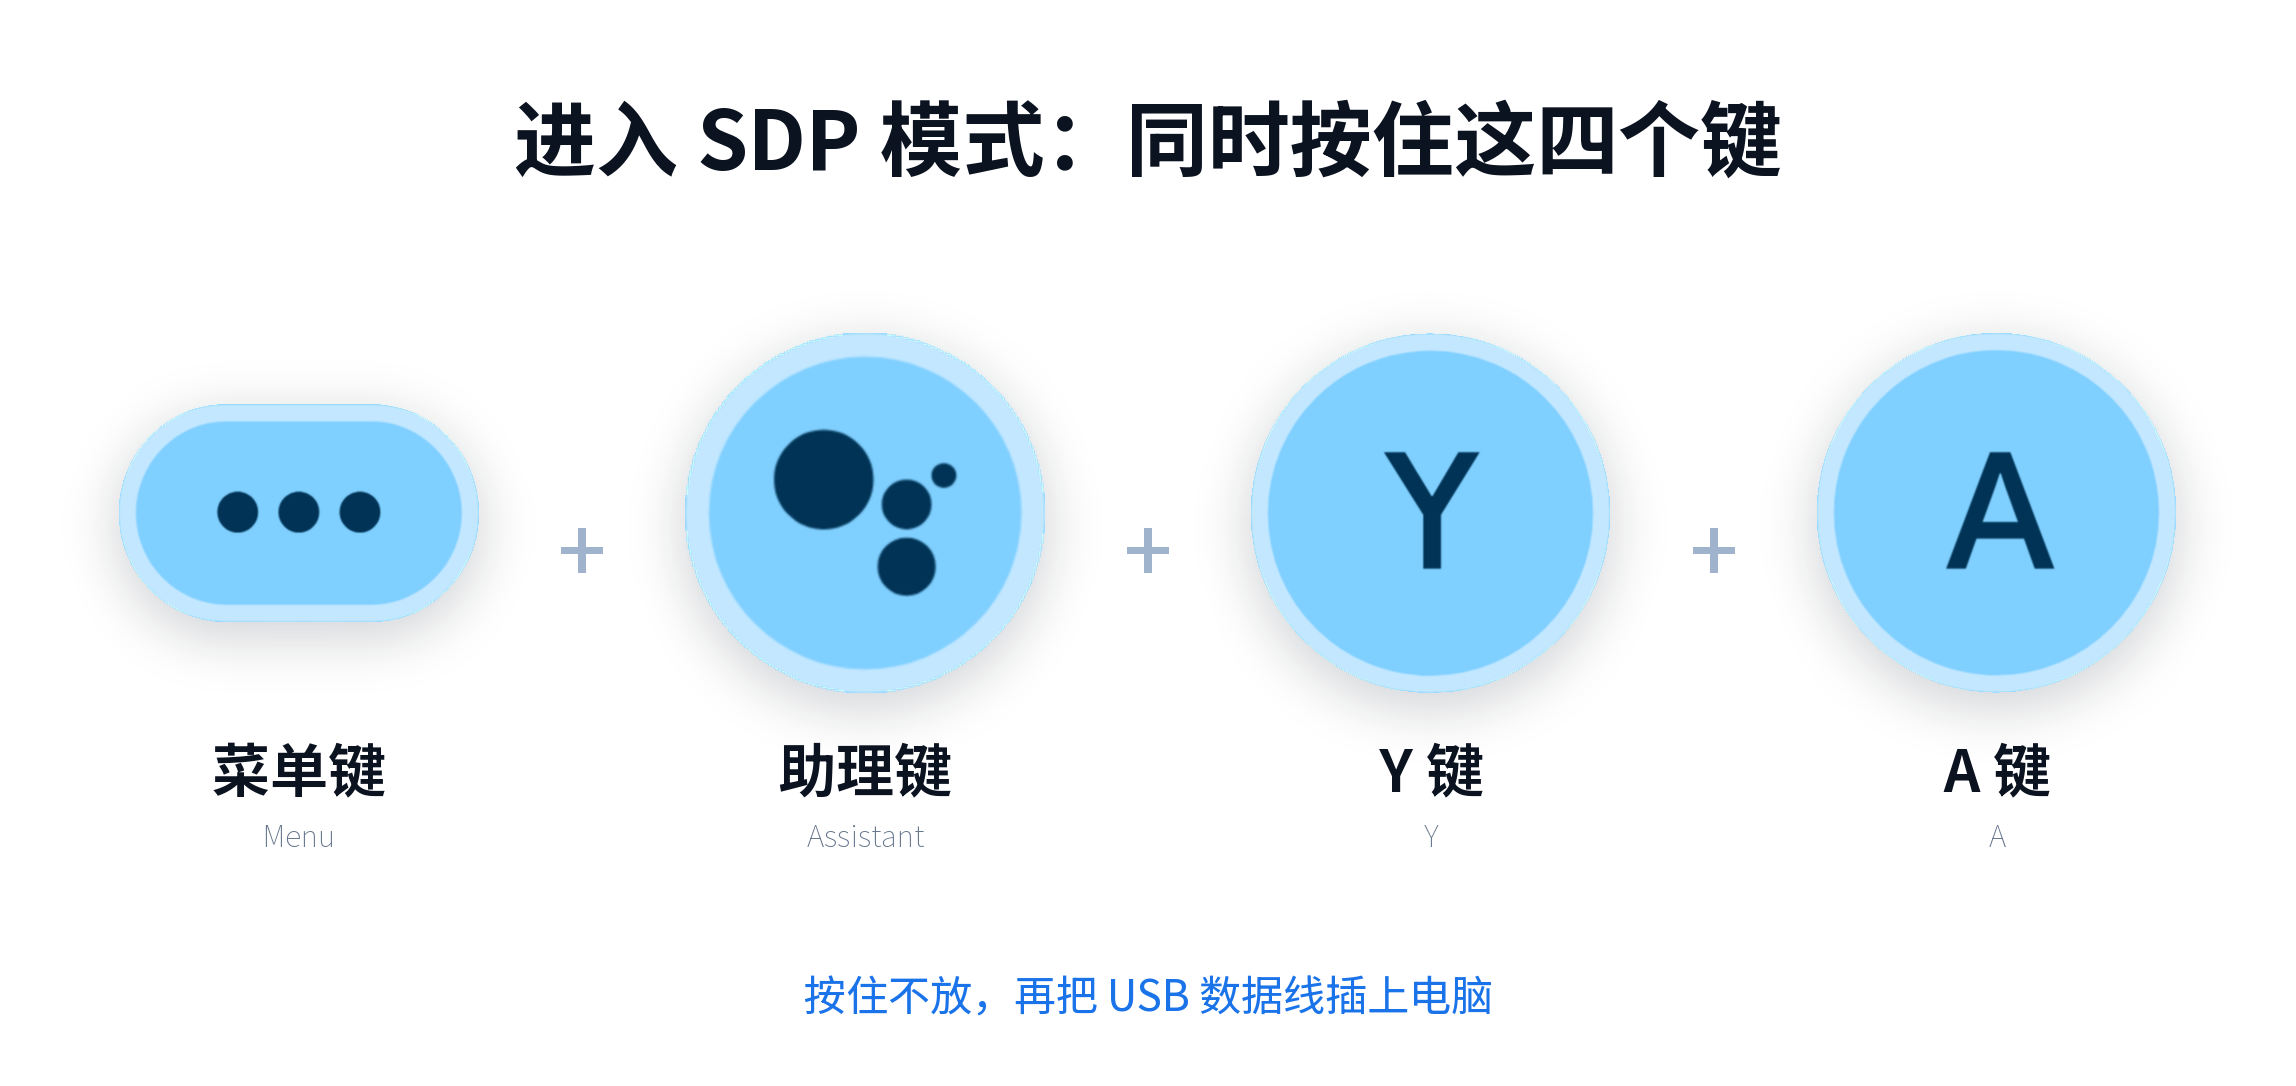 进入 SDP 模式：同时按住这四个键
Y
A
+
+
+
菜单键
助理键
Y 键
A 键
Menu
Assistant
Y
A
按住不放，再把 USB 数据线插上电脑